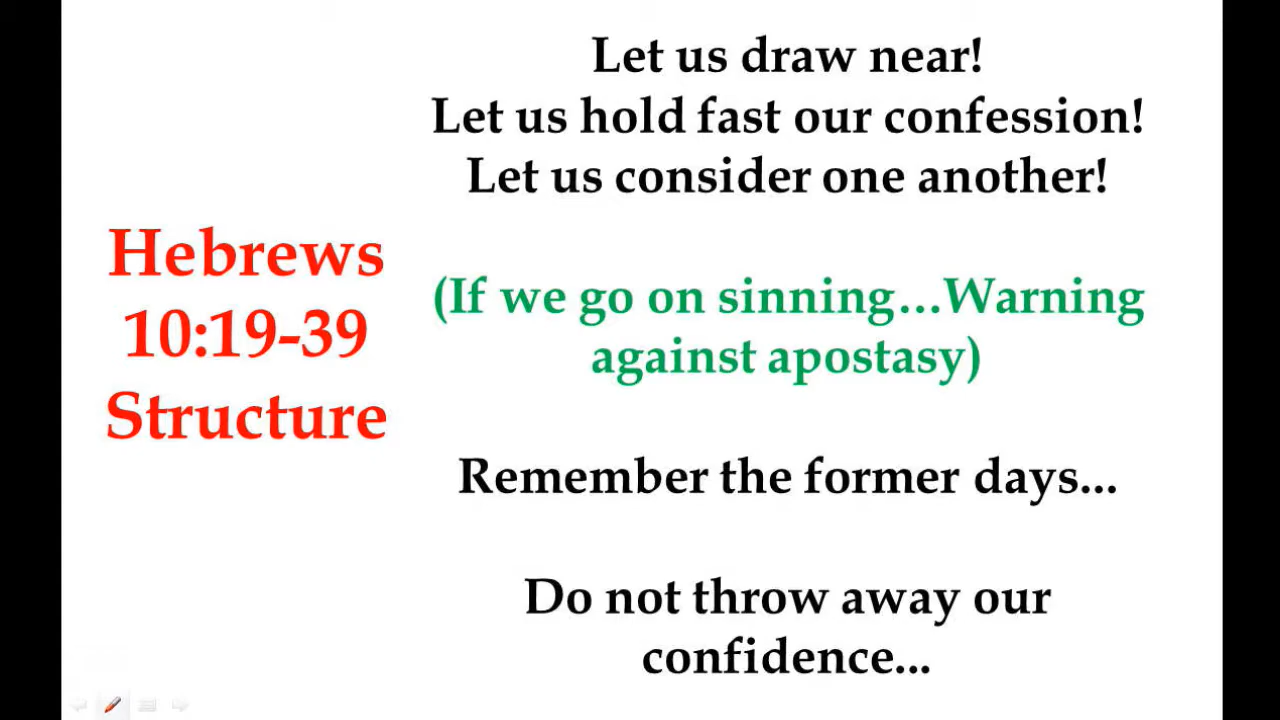 Hebrews
10:19-39
Structure
Let us draw near!
Let us hold fast our confession!
Let us consider one another!
(If we go on sinning…Warning
against apostasy)
Remember the former days...
Do not throw away our
confidence...